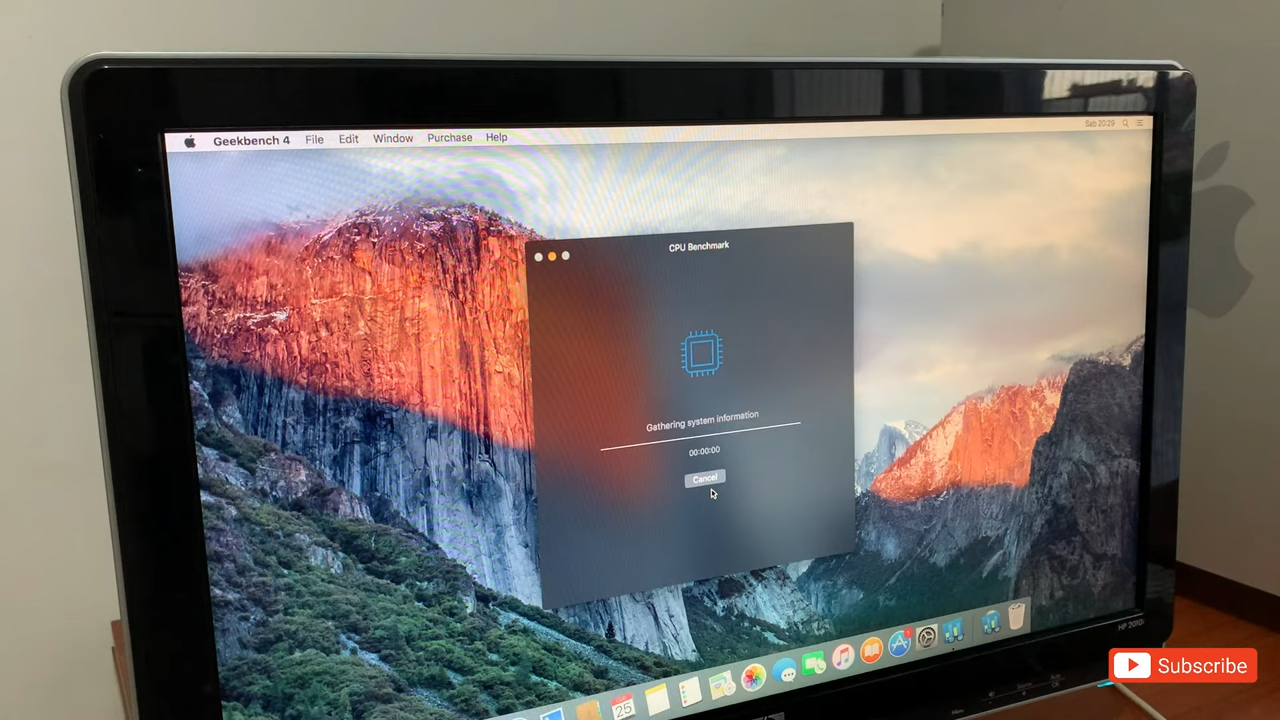 Geekbench 4 File Edit Window Purchase Help
Sab 20:29
CPU Benchmark
Gathering system information
00:00:00
Cancel
25
HP 2010i
Subscribe